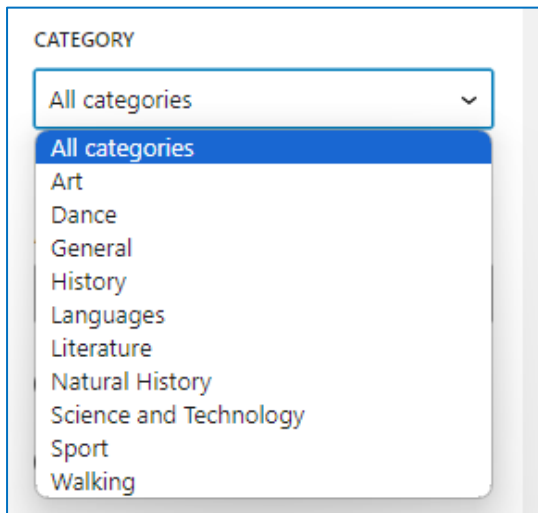 CATEGORY
All categories
All categories
Art
Dance
General
History
Languages
Literature
Natural History
Science and Technology
Sport
Walking